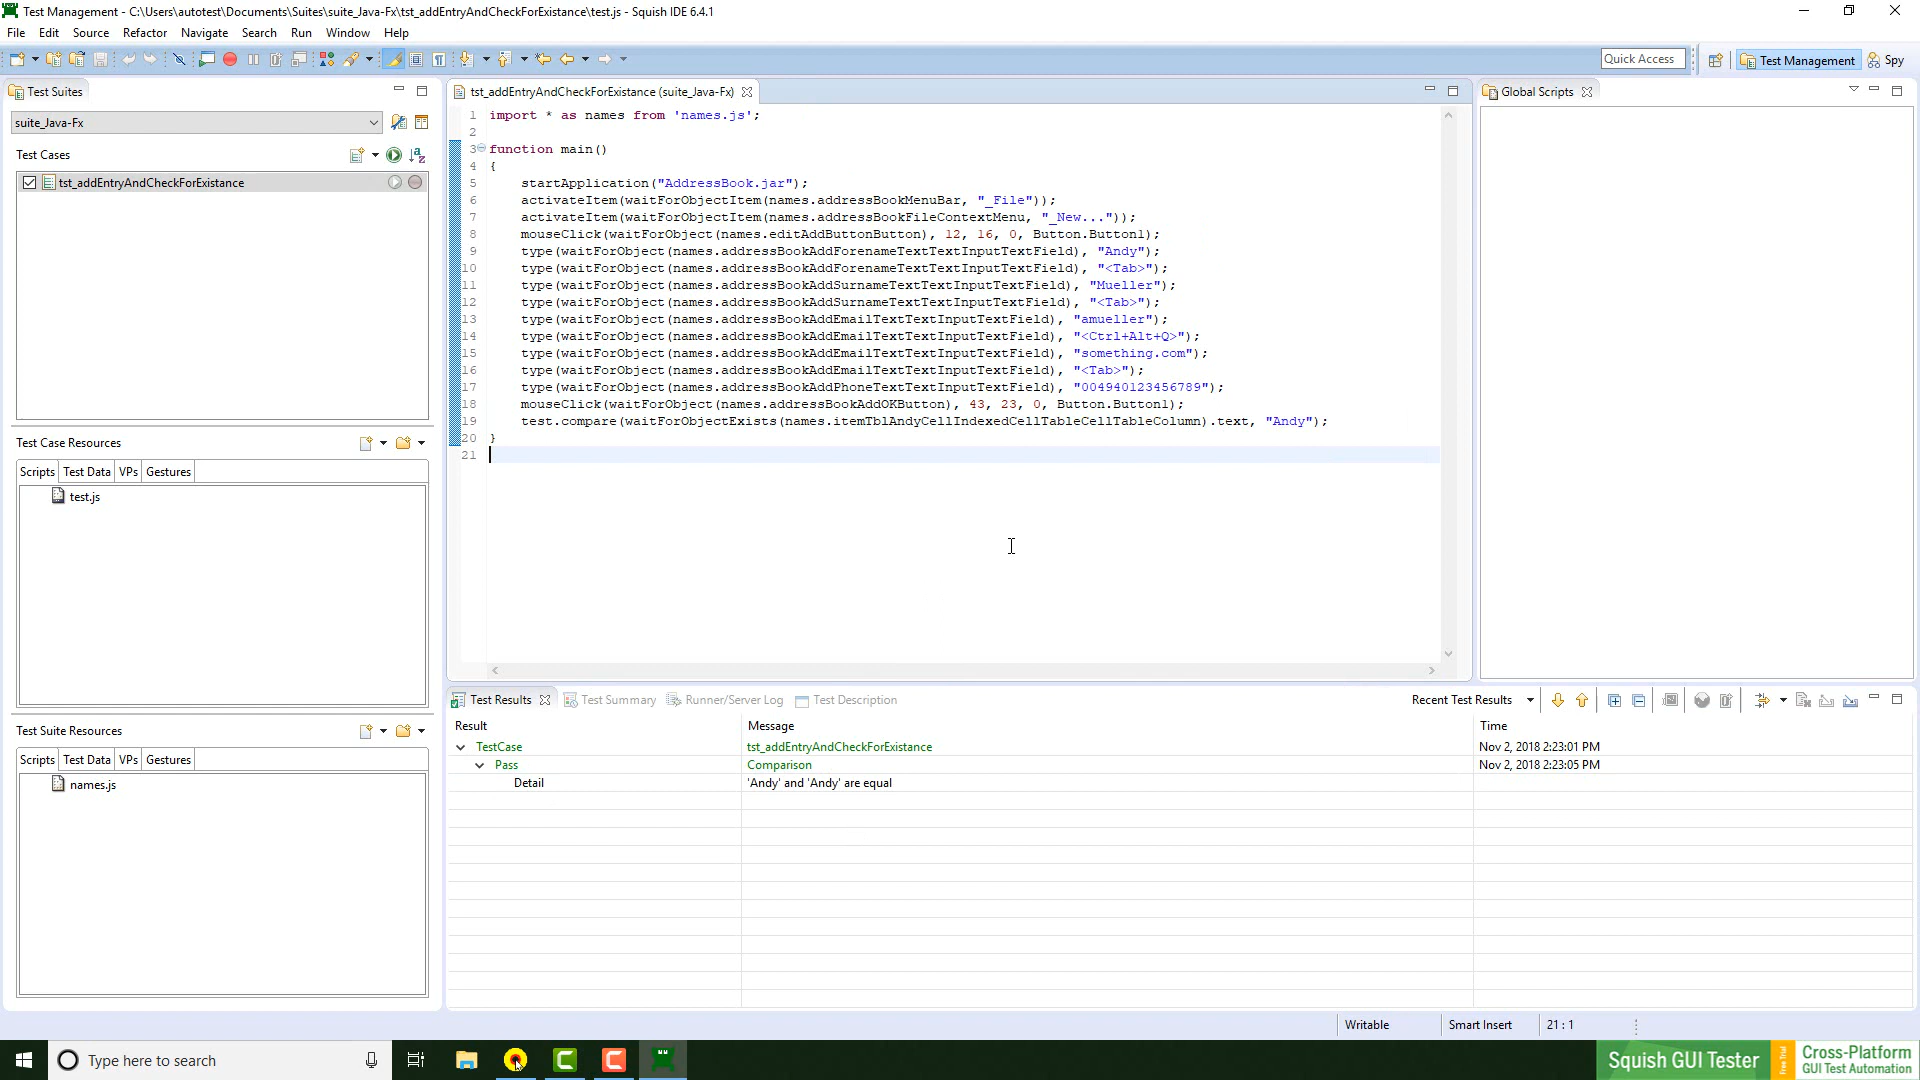 Test Management - C:\Users\autotest\Documents\Suites\suite_Java-Fx\tst_addEntryAndCheckForExistance\test.js - Squish IDE 6.4.1
File Edit Source Refactor Navigate Search Run Window Help
Quick Access Test Management Spy
Test Suites
suite_Java-Fx
Test Cases
tst_addEntryAndCheckForExistance
Test Case Resources
Scripts Test Data VPs Gestures
test.js
Test Suite Resources
Scripts Test Data VPs Gestures
names.js
tst_addEntryAndCheckForExistance (suite_Java-Fx)
1 import * as names from 'names.js';
2
3 function main()
4 {
5 startApplication("AddressBook.jar");
6 activateItem(waitForObjectItem(names.addressBookMenuBar, "_File"));
7 activateItem(waitForObjectItem(names.addressBookFileContextMenu, "_New..."));
8 mouseClick(waitForObject(names.editAddButtonButton), 12, 16, 0, Button.Button1);
9 type(waitForObject(names.addressBookAddForenameTextTextInputTextField), "Andy");
10 type(waitForObject(names.addressBookAddForenameTextTextInputTextField), "<Tab>");
11 type(waitForObject(names.addressBookAddSurnameTextTextInputTextField), "Mueller");
12 type(waitForObject(names.addressBookAddSurnameTextTextInputTextField), "<Tab>");
13 type(waitForObject(names.addressBookAddEmailTextTextInputTextField), "amueller");
14 type(waitForObject(names.addressBookAddEmailTextTextInputTextField), "<Ctrl+Alt+Q>");
15 type(waitForObject(names.addressBookAddEmailTextTextInputTextField), "something.com");
16 type(waitForObject(names.addressBookAddEmailTextTextInputTextField), "<Tab>");
17 type(waitForObject(names.addressBookAddPhoneTextTextInputTextField), "004940123456789");
18 mouseClick(waitForObject(names.addressBookAddOKButton), 43, 23, 0, Button.Button1);
19 test.compare(waitForObjectExists(names.itemTblAndyCellIndexedCellTableCellTableColumn).text, "Andy");
20 }
21
Global Scripts
Test Results Test Summary Runner/Server Log Test Description Recent Test Results
Result Message Time
TestCase tst_addEntryAndCheckForExistance Nov 2, 2018 2:23:01 PM
Pass Comparison Nov 2, 2018 2:23:05 PM
Detail 'Andy' and 'Andy' are equal
Writable Smart Insert 21 : 1
Type here to search
Squish GUI Tester
Free Trial
Cross-Platform
GUI Test Automation